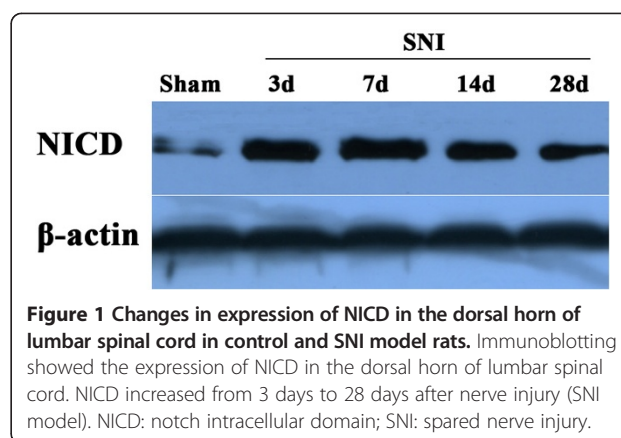 SNI
Sham 3d 7d 14d 28d
NICD
β-actin
Figure 1 Changes in expression of NICD in the dorsal horn of
lumbar spinal cord in control and SNI model rats. Immunoblotting
showed the expression of NICD in the dorsal horn of lumbar spinal
cord. NICD increased from 3 days to 28 days after nerve injury (SNI
model). NICD: notch intracellular domain; SNI: spared nerve injury.